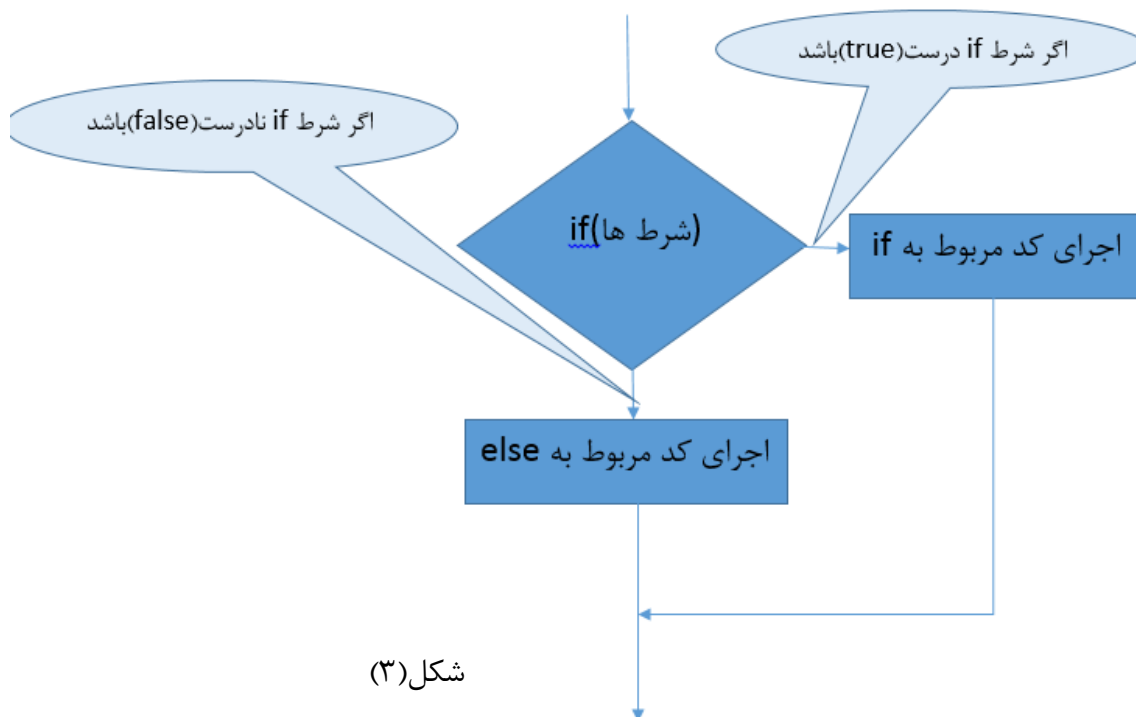 اگر شرط if درست(true)باشد
اگر شرط if نادرست(false)باشد
if(شرط ها)
اجرای کد مربوط به if
اجرای کد مربوط به else
شکل(۳)